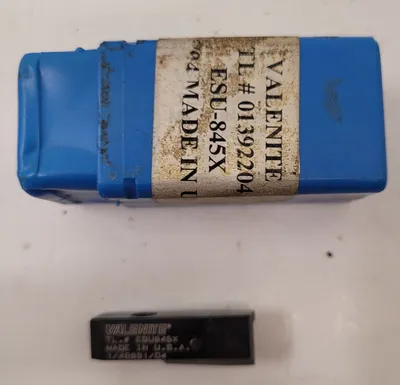 VALENITE
TL # 01392204
ESU-845X
MADE IN U
VALENITE®
TL.# ESU845X
MADE IN U.S.A.